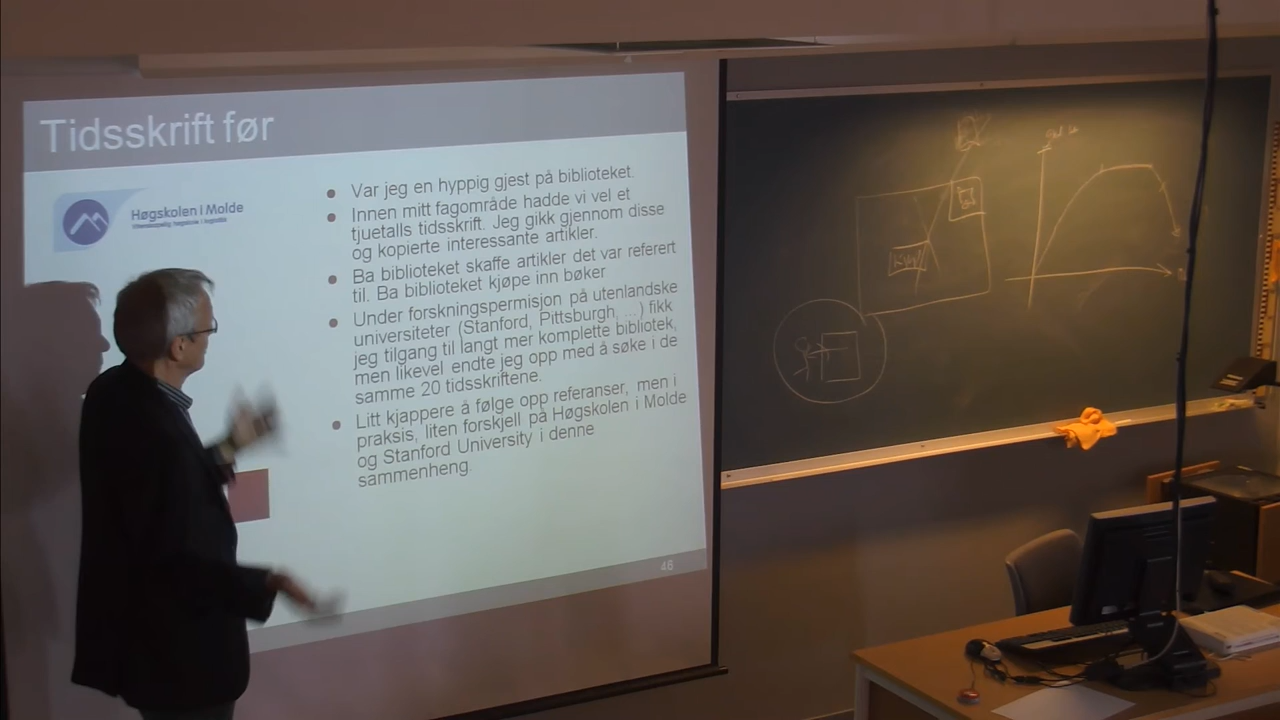 Tidsskrift før
Høgskolen i Molde
Vitenskapelig høgskole i logistikk
• Var jeg en hyppig gjest på biblioteket.
• Innen mitt fagområde hadde vi vel et
tjuetalls tidsskrift. Jeg gikk gjennom disse
og kopierte interessante artikler.
• Ba biblioteket skaffe artikler det var referert
til. Ba biblioteket kjøpe inn bøker
• Under forskningspermisjon på utenlandske
universiteter (Stanford, Pittsburgh, ...) fikk
jeg tilgang til langt mer komplette bibliotek,
men likevel endte jeg opp med å søke i de
samme 20 tidsskriftene.
• Litt kjappere å følge opp referanser, men i
praksis, liten forskjell på Høgskolen i Molde
og Stanford University i denne
sammenheng.
46